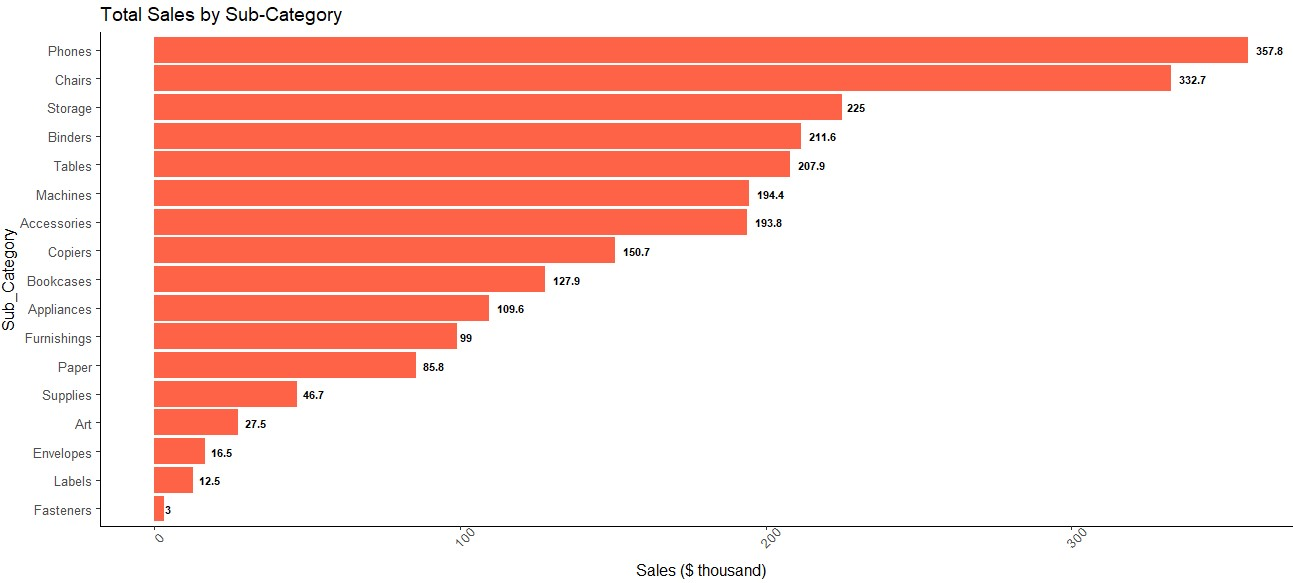 Total Sales by Sub-Category
Sub_Category
Phones 357.8
Chairs 332.7
Storage 225
Binders 211.6
Tables 207.9
Machines 194.4
Accessories 193.8
Copiers 150.7
Bookcases 127.9
Appliances 109.6
Furnishings 99
Paper 85.8
Supplies 46.7
Art 27.5
Envelopes 16.5
Labels 12.5
Fasteners 3
0 100 200 300
Sales ($ thousand)